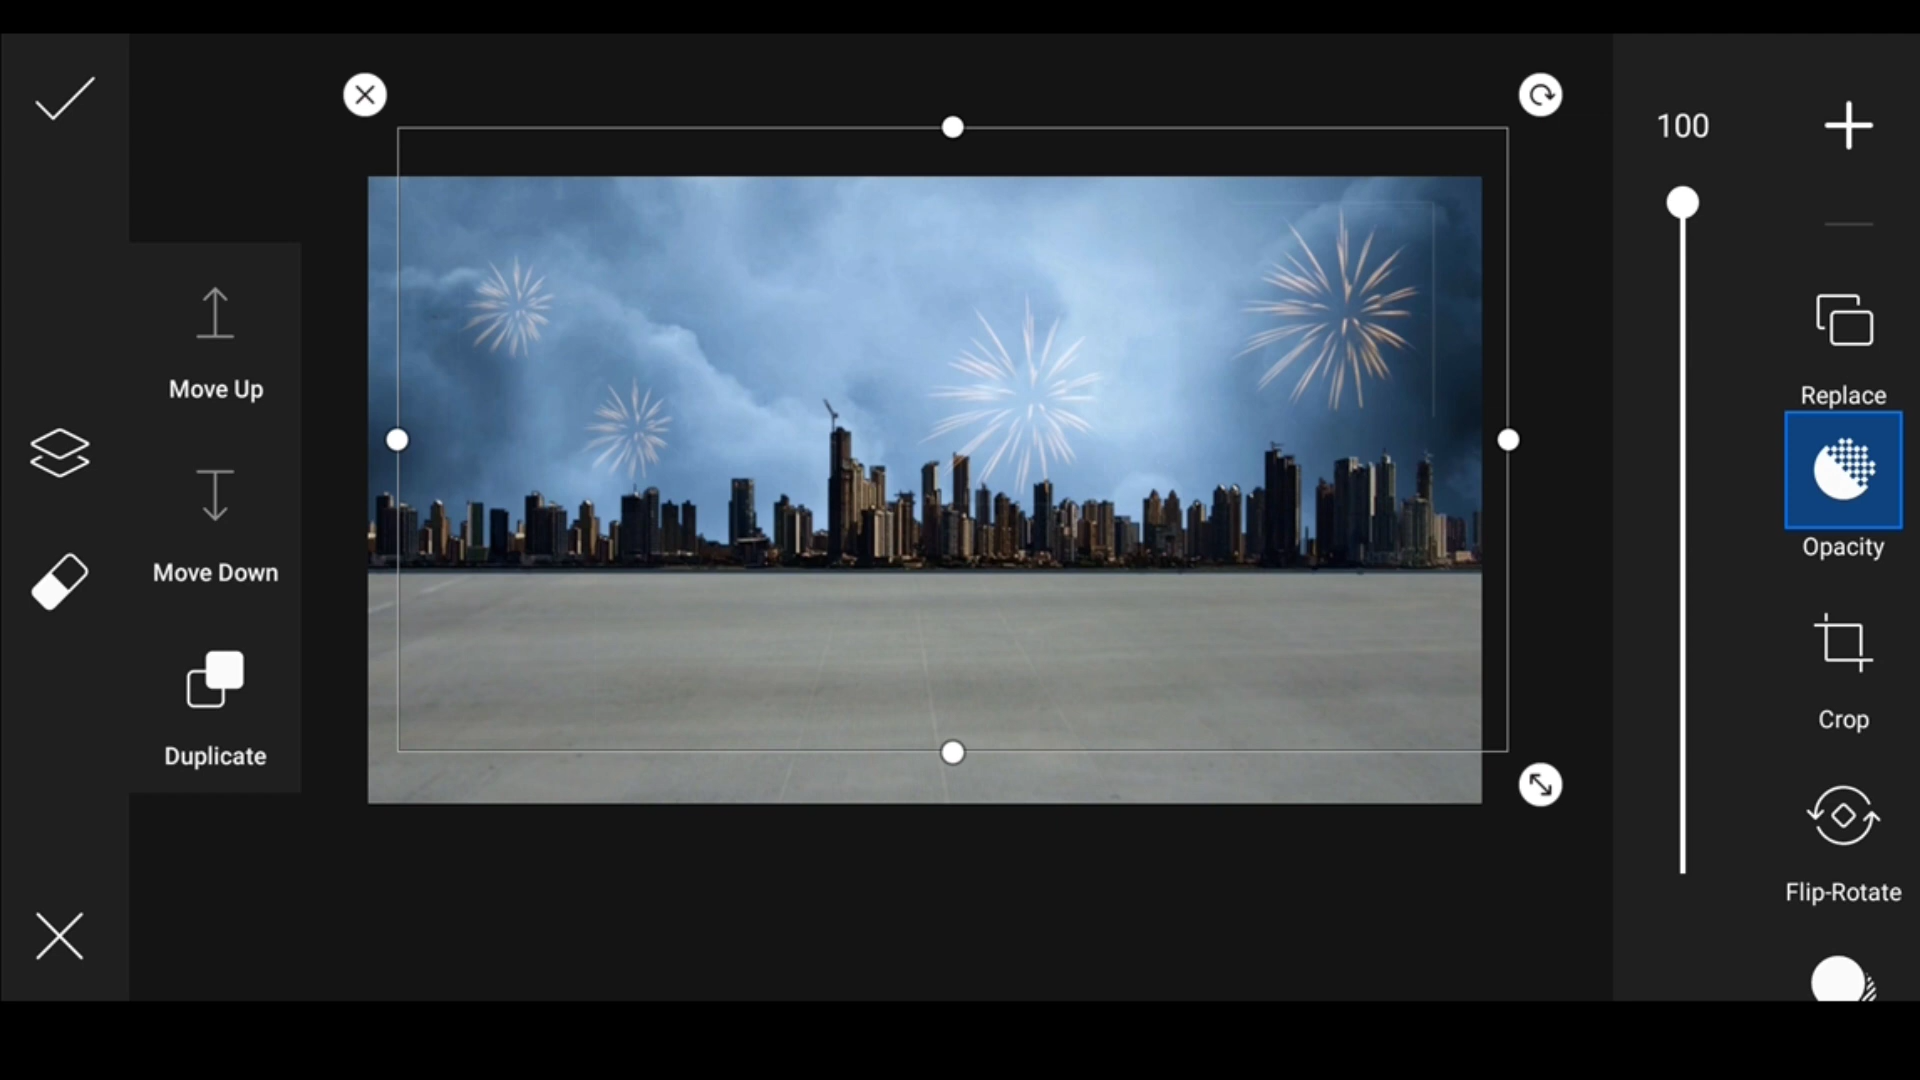 100
Move Up
Replace
Opacity
Move Down
Crop
Duplicate
Flip-Rotate